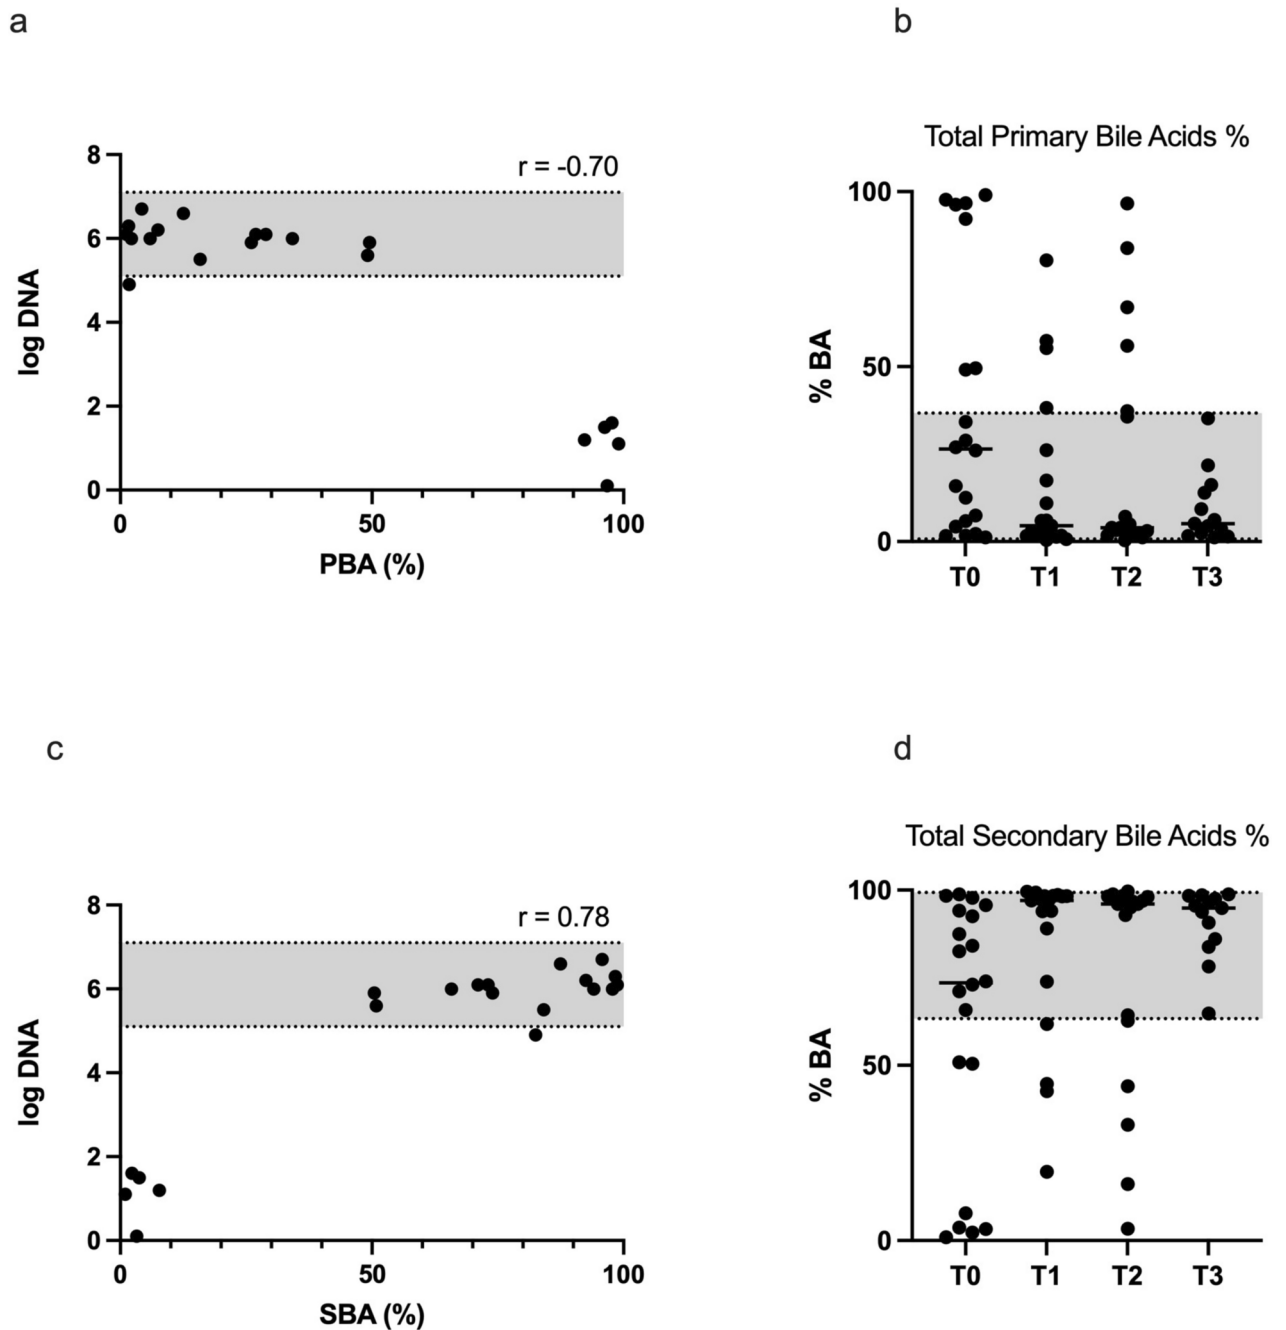 a
r = -0.70
8
6
4
2
0
log DNA
0 50 100
PBA (%)
b
Total Primary Bile Acids %
100
50
0
% BA
T0 T1 T2 T3
c
r = 0.78
8
6
4
2
0
log DNA
0 50 100
SBA (%)
d
Total Secondary Bile Acids %
100
50
0
% BA
T0 T1 T2 T3